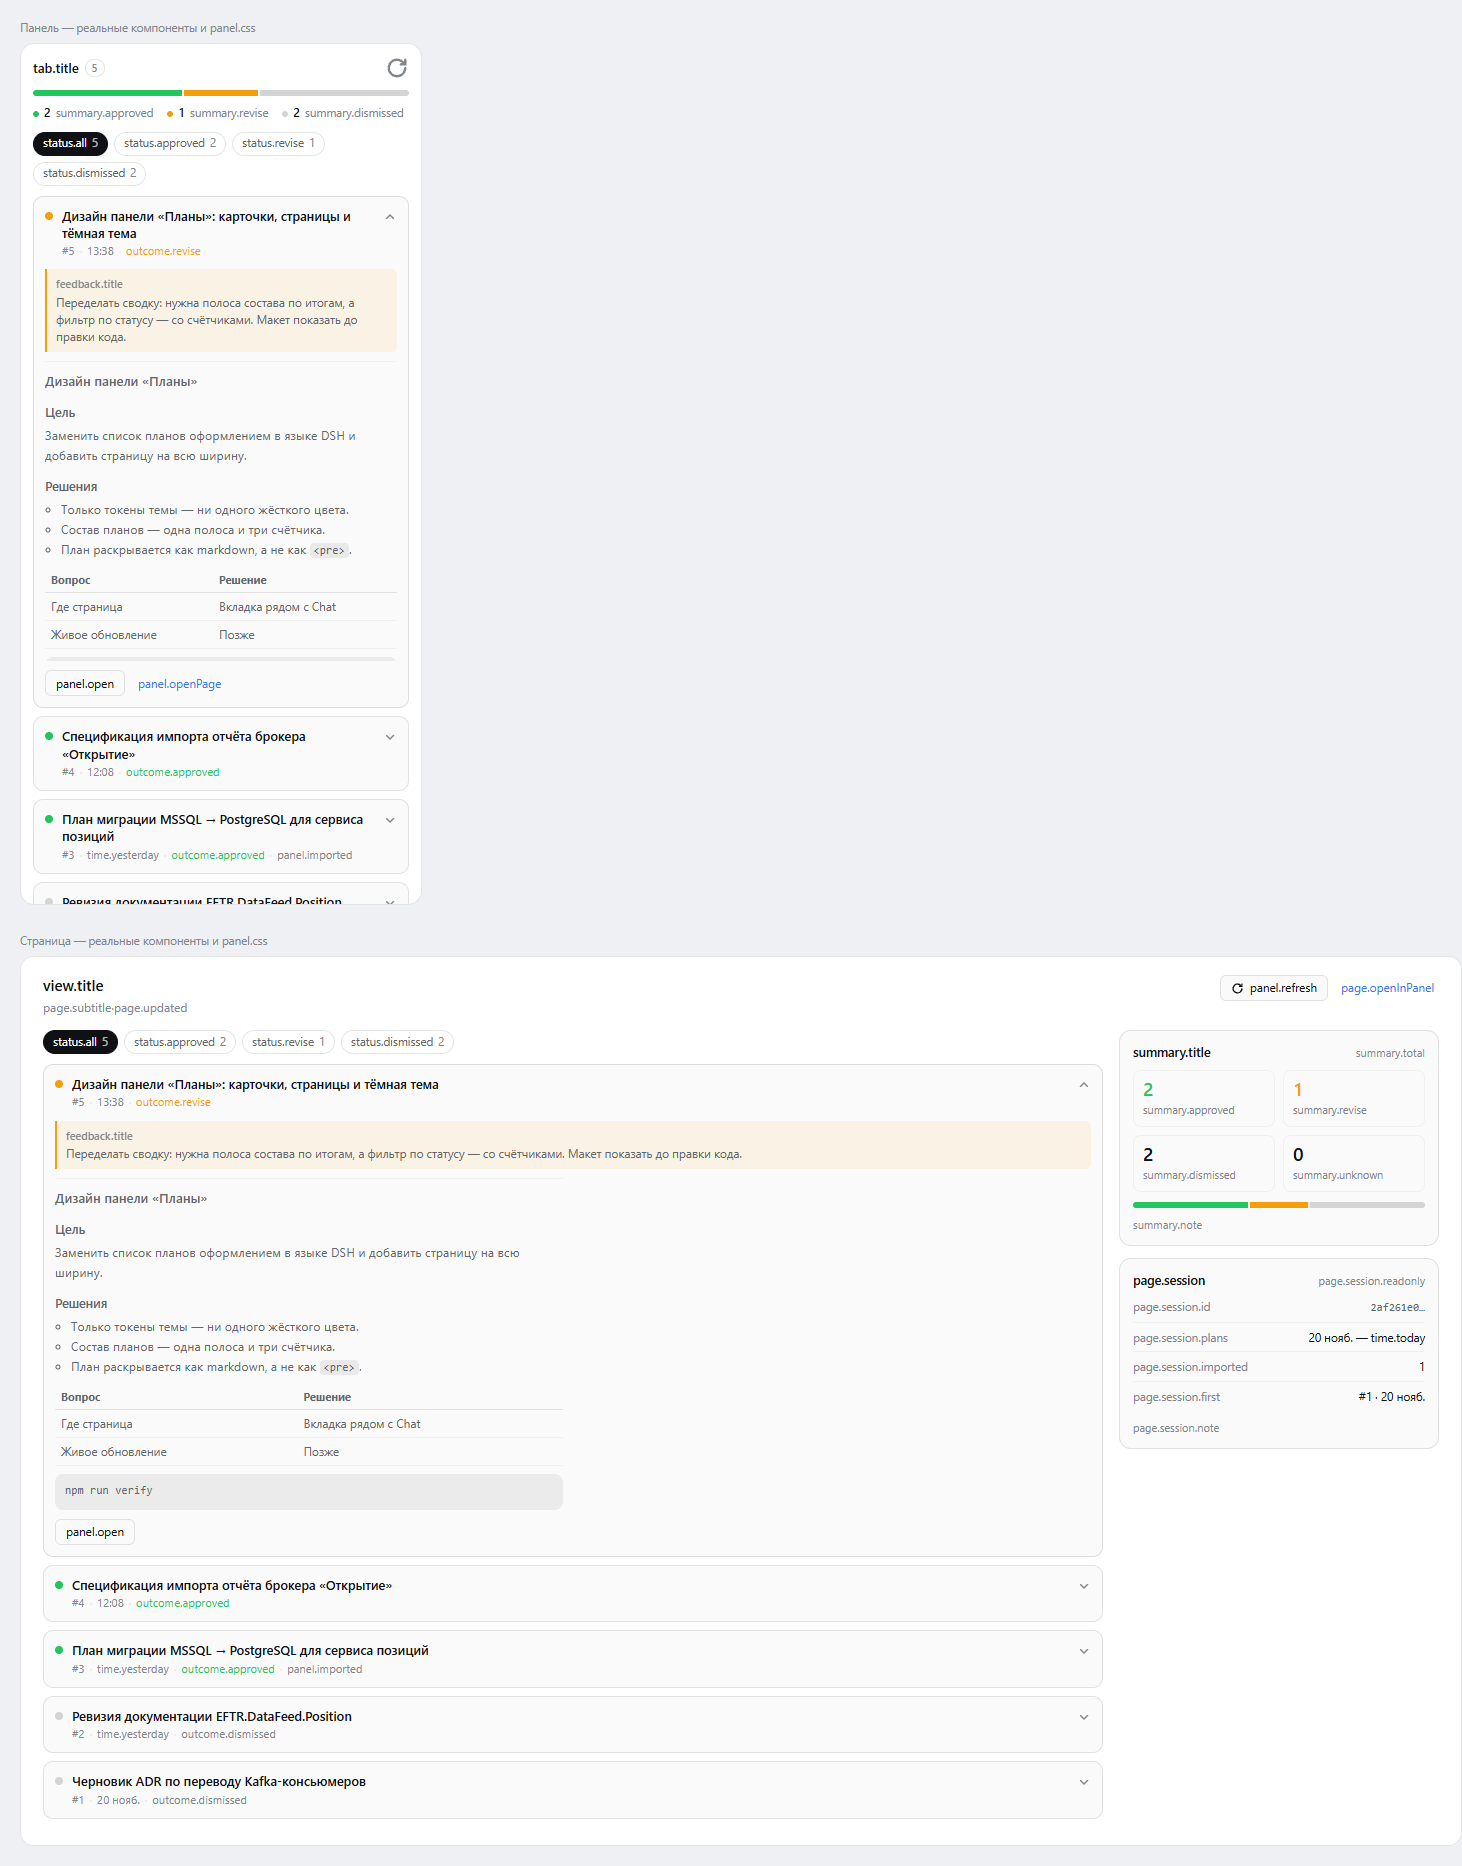 Панель — реальные компоненты и panel.css
tab.title 5
2 summary.approved 1 summary.revise 2 summary.dismissed
status.all 5 status.approved 2 status.revise 1
status.dismissed 2
Дизайн панели «Планы»: карточки, страницы и
тёмная тема
#5 · 13:38 · outcome.revise
feedback.title
Переделать сводку: нужна полоса состава по итогам, а
фильтр по статусу — со счётчиками. Макет показать до
правки кода.
Дизайн панели «Планы»
Цель
Заменить список планов оформлением в языке DSH и
добавить страницу на всю ширину.
Решения
Только токены темы — ни одного жёсткого цвета.
Состав планов — одна полоса и три счётчика.
План раскрывается как markdown, а не как <pre>.
Вопрос Решение
Где страница Вкладка рядом с Chat
Живое обновление Позже
panel.open panel.openPage
Спецификация импорта отчёта брокера
«Открытие»
#4 · 12:08 · outcome.approved
План миграции MSSQL → PostgreSQL для сервиса
позиций
#3 · time.yesterday · outcome.approved · panel.imported
Ревизия документации EFTR.DataFeed.Position
Страница — реальные компоненты и panel.css
view.title
page.subtitle·page.updated
panel.refresh page.openInPanel
status.all 5 status.approved 2 status.revise 1 status.dismissed 2
Дизайн панели «Планы»: карточки, страницы и тёмная тема
#5 · 13:38 · outcome.revise
feedback.title
Переделать сводку: нужна полоса состава по итогам, а фильтр по статусу — со счётчиками. Макет показать до правки кода.
Дизайн панели «Планы»
Цель
Заменить список планов оформлением в языке DSH и добавить страницу на всю
ширину.
Решения
Только токены темы — ни одного жёсткого цвета.
Состав планов — одна полоса и три счётчика.
План раскрывается как markdown, а не как <pre>.
Вопрос Решение
Где страница Вкладка рядом с Chat
Живое обновление Позже
npm run verify
panel.open
Спецификация импорта отчёта брокера «Открытие»
#4 · 12:08 · outcome.approved
План миграции MSSQL → PostgreSQL для сервиса позиций
#3 · time.yesterday · outcome.approved · panel.imported
Ревизия документации EFTR.DataFeed.Position
#2 · time.yesterday · outcome.dismissed
Черновик ADR по переводу Kafka-консьюмеров
#1 · 20 нояб. · outcome.dismissed
summary.title summary.total
2 1
summary.approved summary.revise
2 0
summary.dismissed summary.unknown
summary.note
page.session page.session.readonly
page.session.id 2af261e0…
page.session.plans 20 нояб. — time.today
page.session.imported 1
page.session.first #1 · 20 нояб.
page.session.note